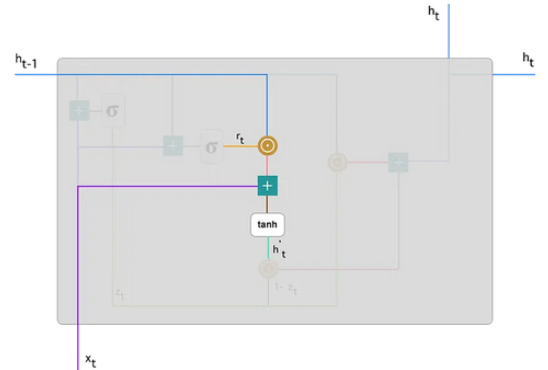 h_t
h_t-1
h_t
+
σ
+
σ
r_t
+
+
tanh
h'_t
z_t
1- z_t
x_t